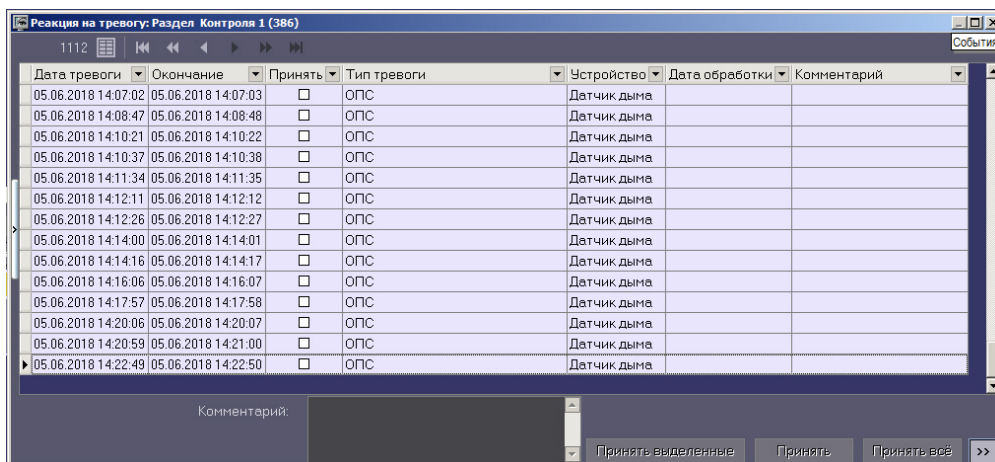 Реакция на тревогу: Раздел Контроля 1 (386)
События
1112
Дата тревоги Окончание Принять Тип тревоги Устройство Дата обработки Комментарий
05.06.2018 14:07:02 05.06.2018 14:07:03 ОПС Датчик дыма
05.06.2018 14:08:47 05.06.2018 14:08:48 ОПС Датчик дыма
05.06.2018 14:10:21 05.06.2018 14:10:22 ОПС Датчик дыма
05.06.2018 14:10:37 05.06.2018 14:10:38 ОПС Датчик дыма
05.06.2018 14:11:34 05.06.2018 14:11:35 ОПС Датчик дыма
05.06.2018 14:12:11 05.06.2018 14:12:12 ОПС Датчик дыма
05.06.2018 14:12:26 05.06.2018 14:12:27 ОПС Датчик дыма
05.06.2018 14:14:00 05.06.2018 14:14:01 ОПС Датчик дыма
05.06.2018 14:14:16 05.06.2018 14:14:17 ОПС Датчик дыма
05.06.2018 14:16:06 05.06.2018 14:16:07 ОПС Датчик дыма
05.06.2018 14:17:57 05.06.2018 14:17:58 ОПС Датчик дыма
05.06.2018 14:20:06 05.06.2018 14:20:07 ОПС Датчик дыма
05.06.2018 14:20:59 05.06.2018 14:21:00 ОПС Датчик дыма
05.06.2018 14:22:49 05.06.2018 14:22:50 ОПС Датчик дыма
Комментарий:
Принять выделенные Принять Принять всё >>